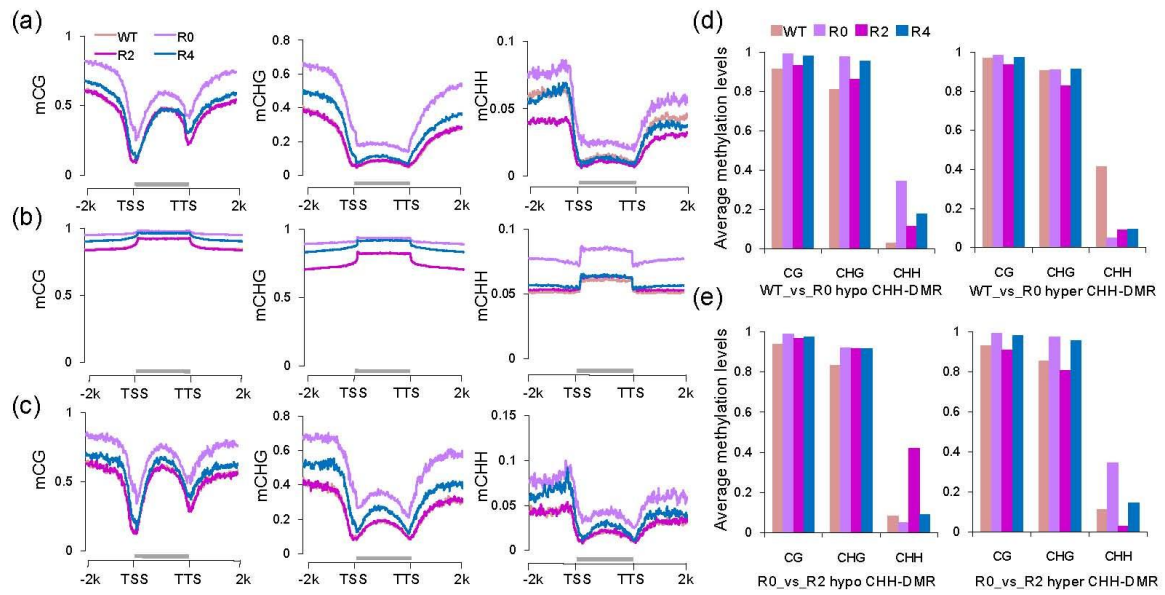 (a)
WT R0
R2 R4
mCG
1
0.5
0
-2k TSS TTS 2k
mCHG
0.8
0.6
0.4
0.2
0
-2k TSS TTS 2k
mCHH
0.1
0.05
0
-2k TSS TTS 2k
(b)
mCG
1
0.5
0
-2k TSS TTS 2k
mCHG
1
0.5
0
-2k TSS TTS 2k
mCHH
0.1
0.05
0
-2k TSS TTS 2k
(c)
mCG
1
0.5
0
-2k TSS TTS 2k
mCHG
0.8
0.6
0.4
0.2
0
-2k TSS TTS 2k
mCHH
0.15
0.1
0.05
0
-2k TSS TTS 2k
(d)
WT R0 R2 R4
Average methylation levels
1
0.8
0.6
0.4
0.2
0
CG CHG CHH
WT_vs_R0 hypo CHH-DMR
1
0.8
0.6
0.4
0.2
0
CG CHG CHH
WT_vs_R0 hyper CHH-DMR
(e)
Average methylation levels
1
0.8
0.6
0.4
0.2
0
CG CHG CHH
R0_vs_R2 hypo CHH-DMR
1
0.8
0.6
0.4
0.2
0
CG CHG CHH
R0_vs_R2 hyper CHH-DMR